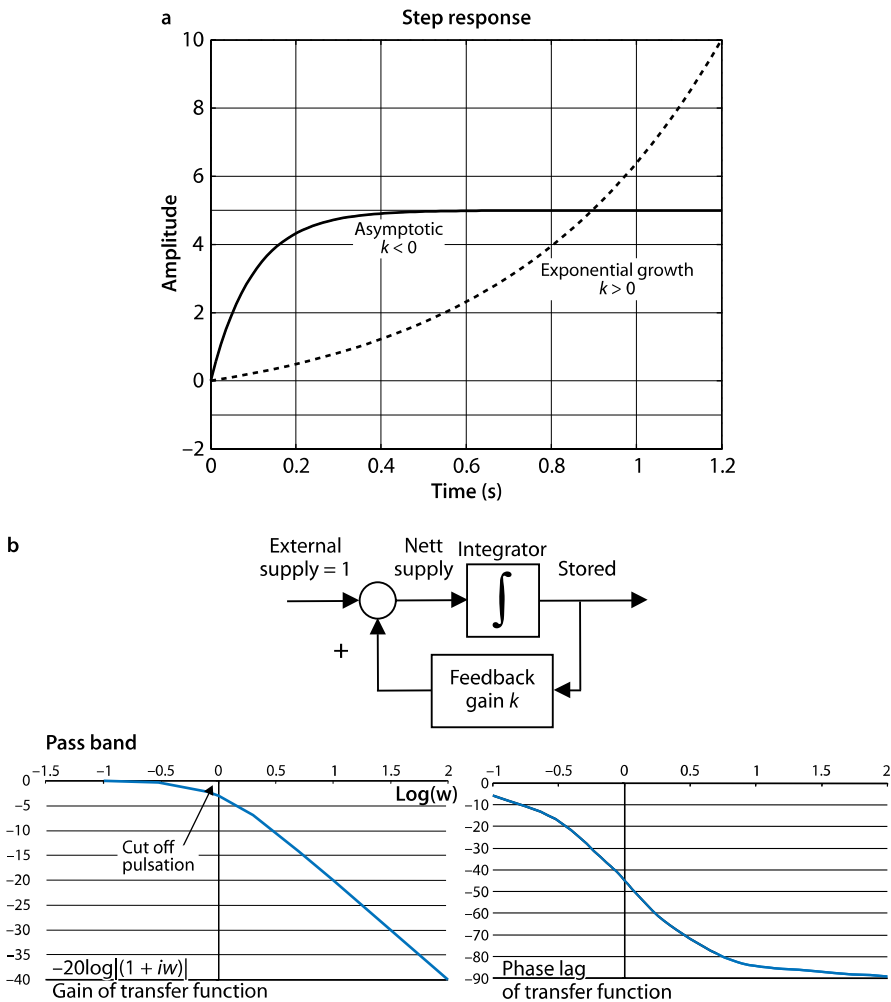 a
Step response
10
8
6
4
2
0
–2
Amplitude
Asymptotic
k < 0
Exponential growth
k > 0
0 0.2 0.4 0.6 0.8 1 1.2
Time (s)
b
External
supply = 1
Nett
supply
Integrator
∫
Stored
+
Feedback
gain k
Pass band
–1.5 –1 –0.5 0 0.5 1 1.5 2
Log(w)
0
–5
–10
–15
–20
–25
–30
–35
–40
Cut off
pulsation
–20log|(1 + iw)|
Gain of transfer function
–1 –0.5 0 0.5 1 1.5 2
0
–10
–20
–30
–40
–50
–60
–70
–80
–90
Phase lag
of transfer function